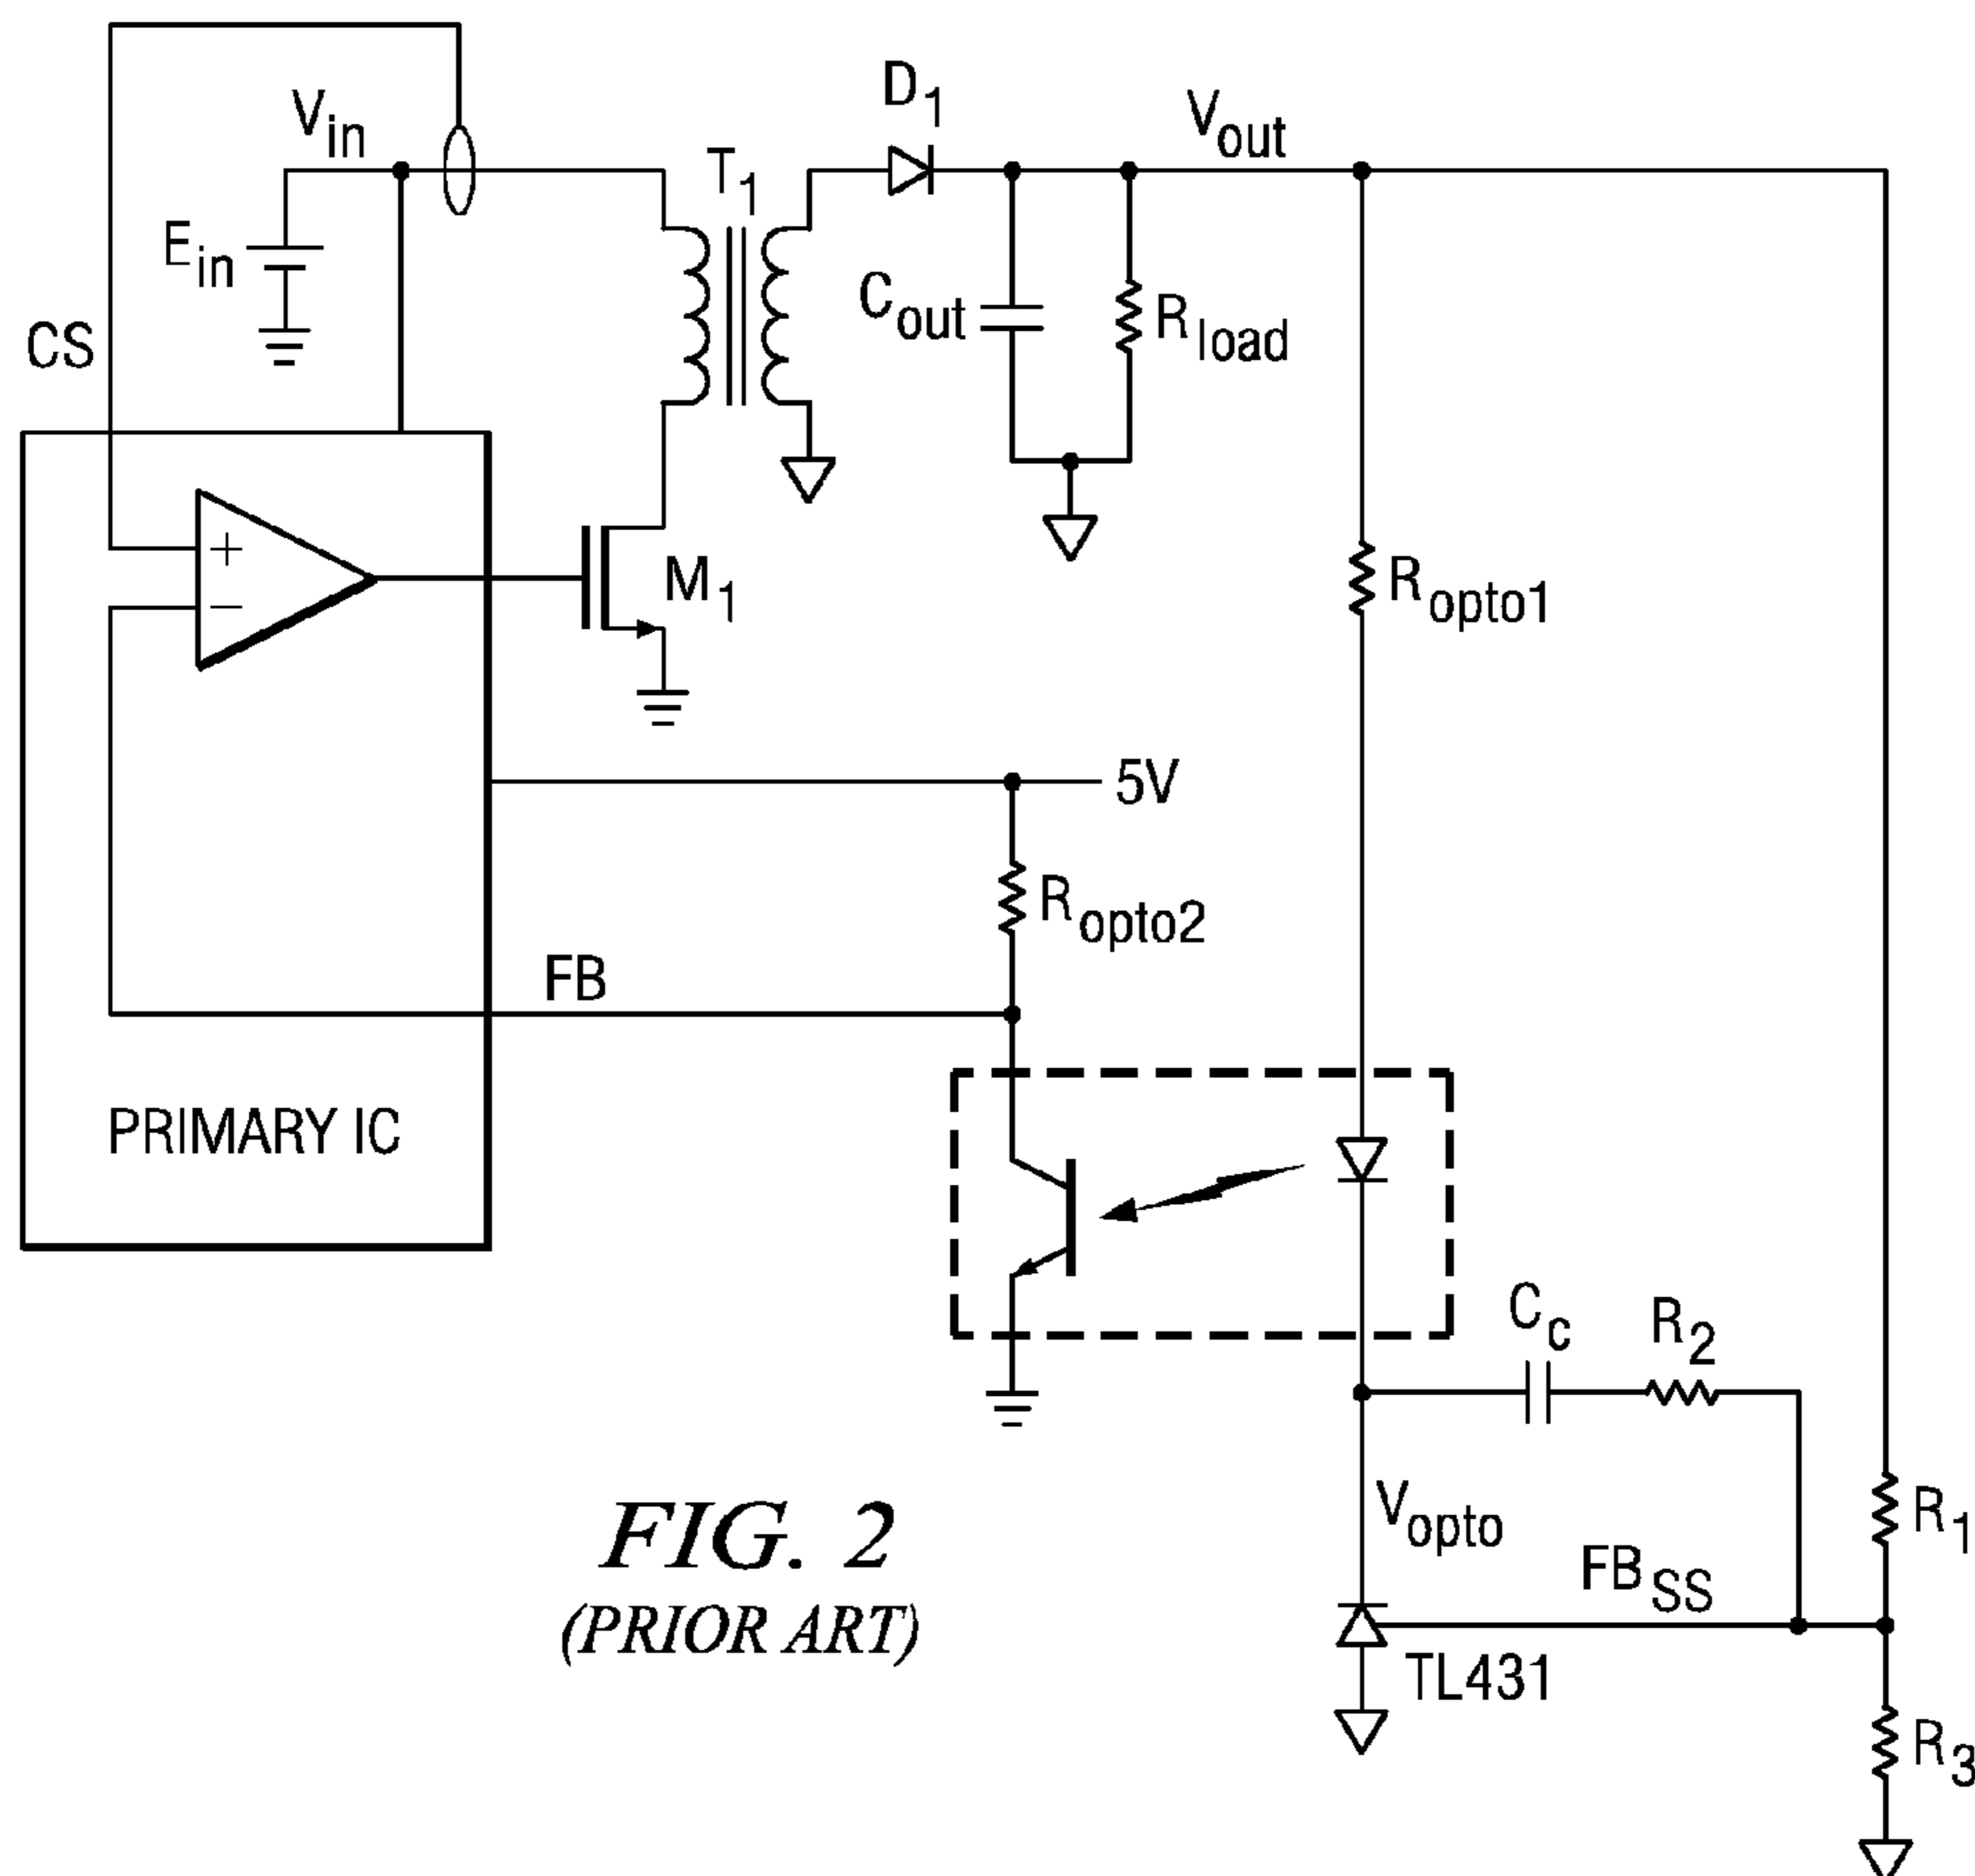 D1
Vin
Vout
T1
Ein
Cout
Rload
CS
+
−
M1
Ropto1
5V
Ropto2
FB
PRIMARY IC
Cc
R2
Vopto
R1
FBSS
TL431
R3
FIG. 2
(PRIOR ART)